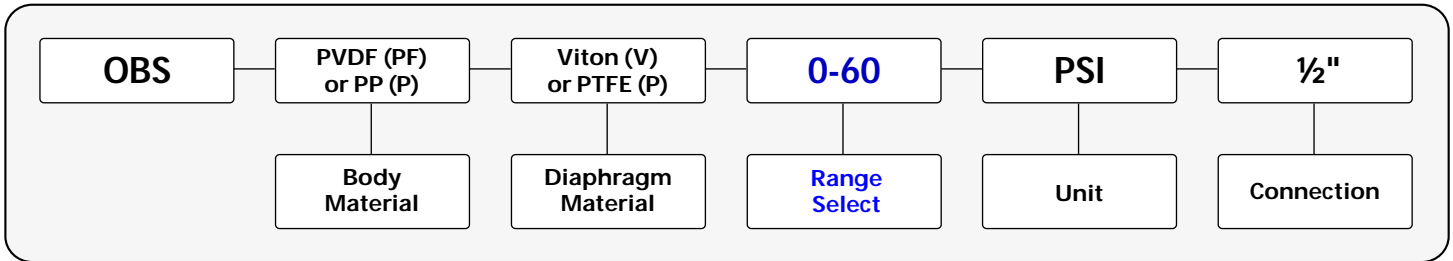 OBS
PVDF (PF)
or PP (P)
Viton (V)
or PTFE (P)
0-60
PSI
½"
Body
Material
Diaphragm
Material
Range
Select
Unit
Connection